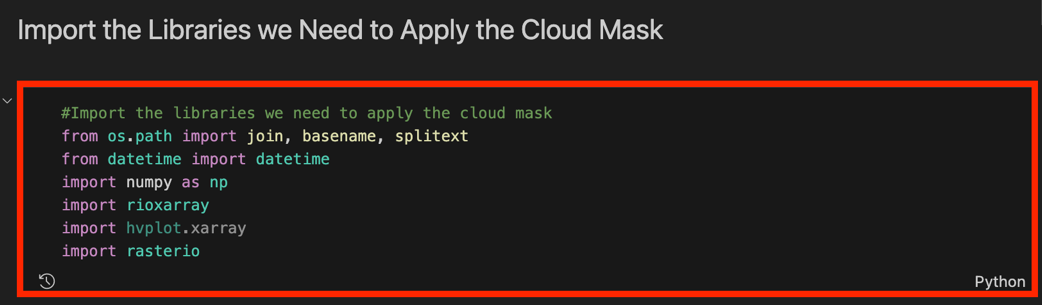 Import the Libraries we Need to Apply the Cloud Mask
#Import the libraries we need to apply the cloud mask
from os.path import join, basename, splitext
from datetime import datetime
import numpy as np
import rioxarray
import hvplot.xarray
import rasterio
Python